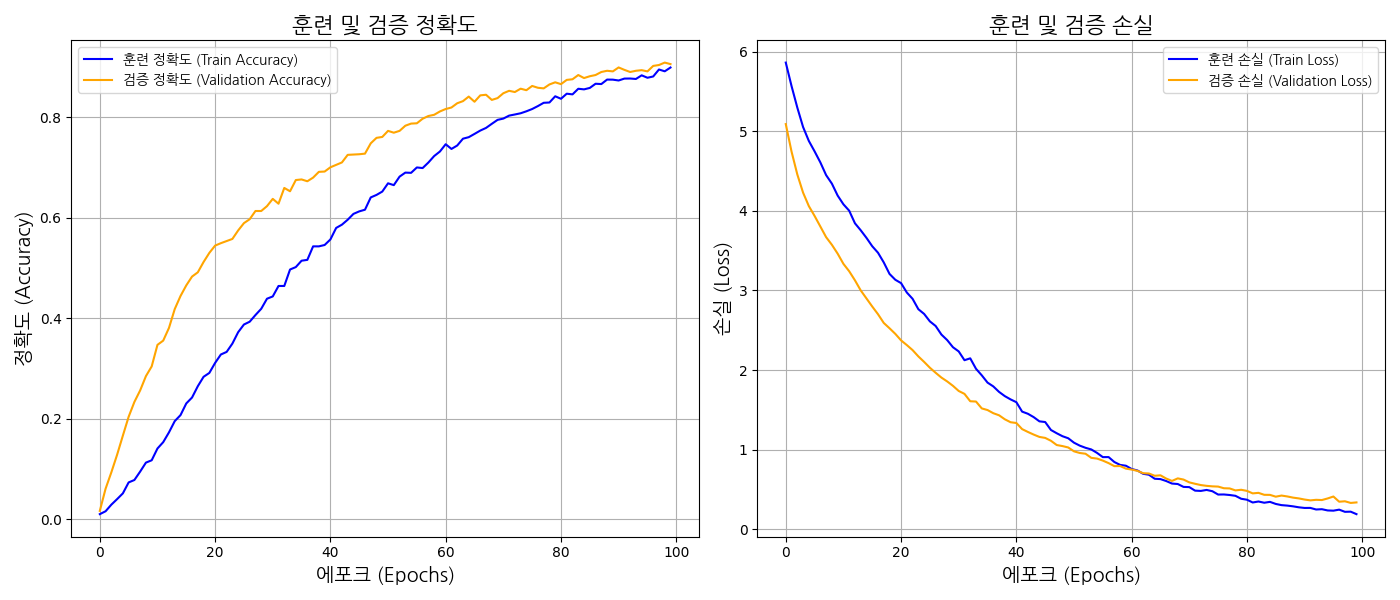 훈련 및 검증 정확도
훈련 정확도 (Train Accuracy)
검증 정확도 (Validation Accuracy)
정확도 (Accuracy)
0.8
0.6
0.4
0.2
0.0
0 20 40 60 80 100
에포크 (Epochs)
훈련 및 검증 손실
훈련 손실 (Train Loss)
검증 손실 (Validation Loss)
손실 (Loss)
6
5
4
3
2
1
0
0 20 40 60 80 100
에포크 (Epochs)